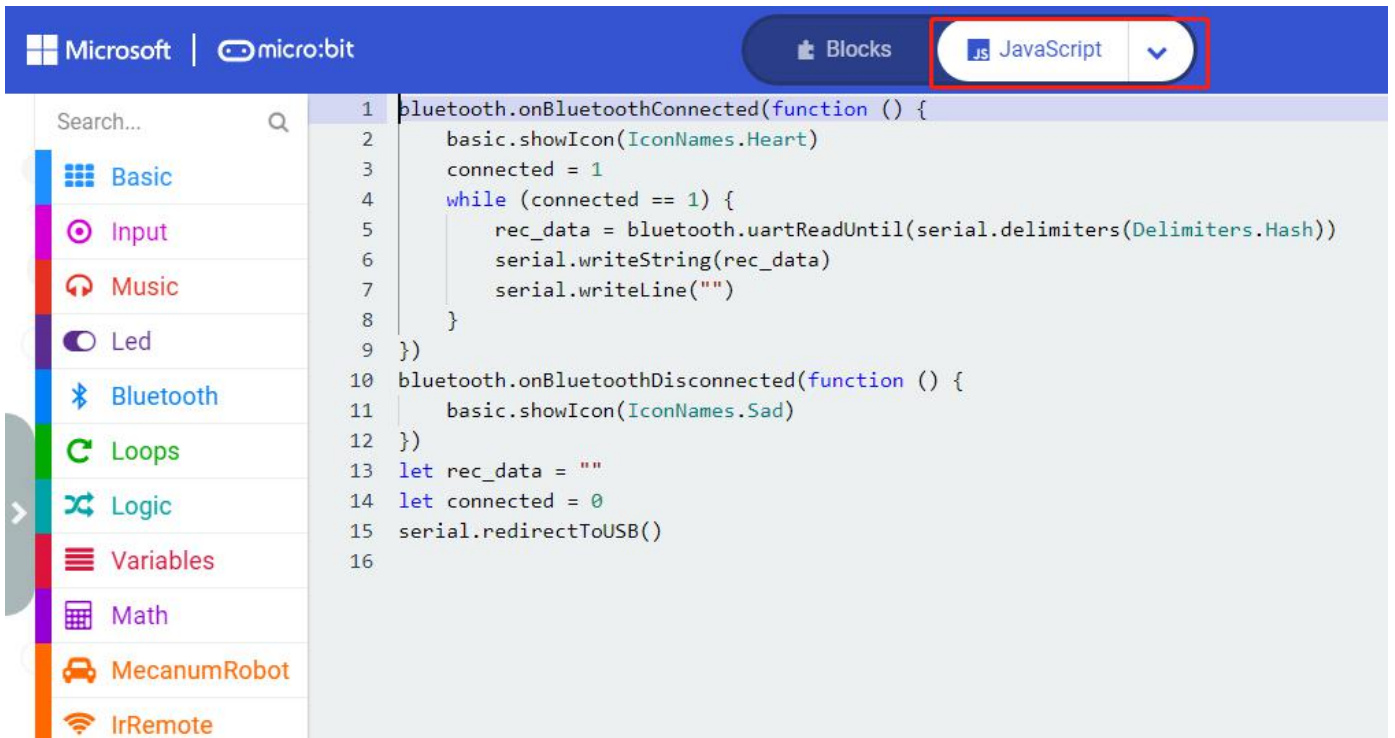 Microsoft | micro:bit
Blocks
JS JavaScript
Search...
Basic
Input
Music
Led
Bluetooth
Loops
Logic
Variables
Math
MecanumRobot
IrRemote
1 bluetooth.onBluetoothConnected(function () {
2     basic.showIcon(IconNames.Heart)
3     connected = 1
4     while (connected == 1) {
5         rec_data = bluetooth.uartReadUntil(serial.delimiters(Delimiters.Hash))
6         serial.writeString(rec_data)
7         serial.writeLine("")
8     }
9 })
10 bluetooth.onBluetoothDisconnected(function () {
11     basic.showIcon(IconNames.Sad)
12 })
13 let rec_data = ""
14 let connected = 0
15 serial.redirectToUSB()
16